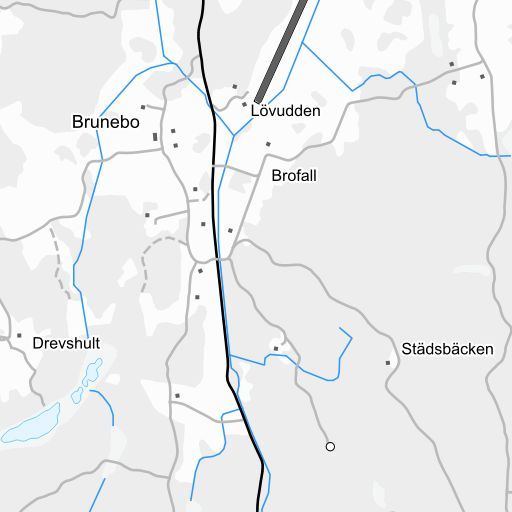 Lövudden
Brunebo
Brofall
Drevshult
Städsbäcken